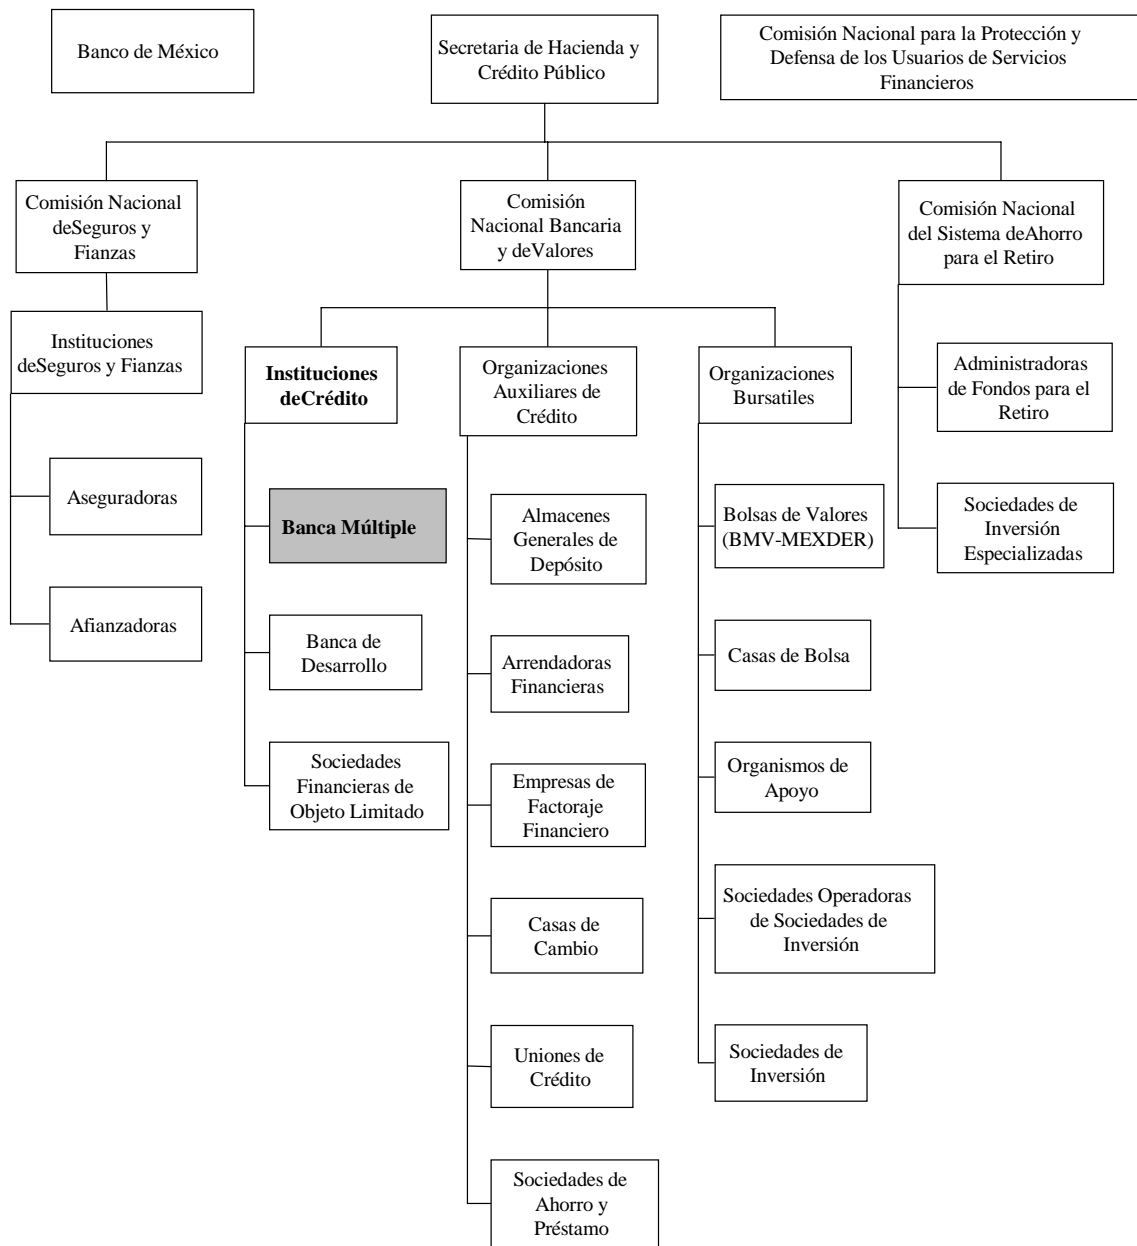 Banco de México
Secretaria de Hacienda y
Crédito Público
Comisión Nacional para la Protección y
Defensa de los Usuarios de Servicios
Financieros
Comisión Nacional
deSeguros y
Fianzas
Comisión
Nacional Bancaria
y deValores
Comisión Nacional
del Sistema deAhorro
para el Retiro
Instituciones
deSeguros y Fianzas
Aseguradoras
Afianzadoras
Instituciones
deCrédito
Banca Múltiple
Banca de
Desarrollo
Sociedades
Financieras de
Objeto Limitado
Organizaciones
Auxiliares de
Crédito
Almacenes
Generales de
Depósito
Arrendadoras
Financieras
Empresas de
Factoraje
Financiero
Casas de
Cambio
Uniones de
Crédito
Sociedades de
Ahorro y
Préstamo
Organizaciones
Bursatiles
Bolsas de Valores
(BMV-MEXDER)
Casas de Bolsa
Organismos de
Apoyo
Sociedades Operadoras
de Sociedades de
Inversión
Sociedades de
Inversión
Administradoras
de Fondos para el
Retiro
Sociedades de
Inversión
Especializadas